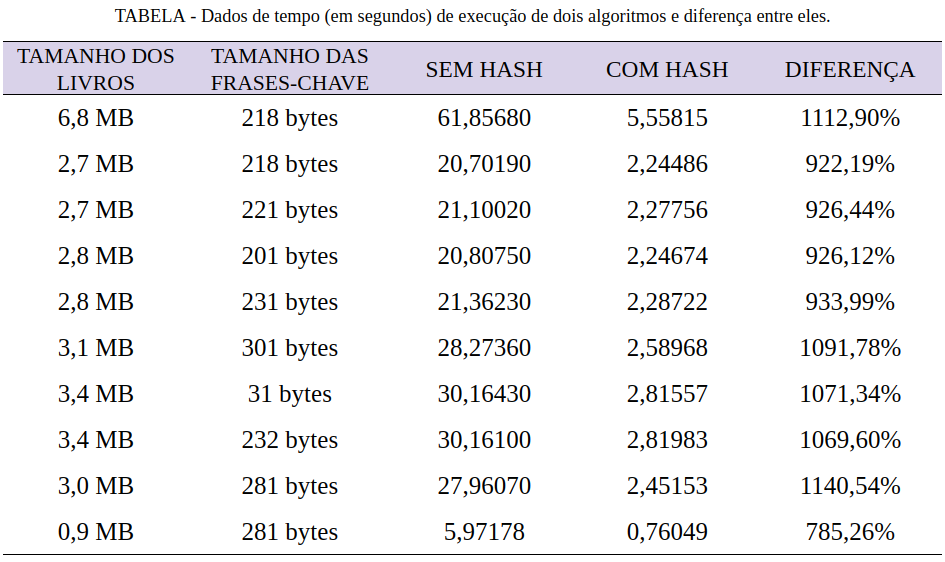 TABELA - Dados de tempo (em segundos) de execução de dois algoritmos e diferença entre eles.
TAMANHO DOS LIVROS TAMANHO DAS FRASES-CHAVE SEM HASH COM HASH DIFERENÇA
6,8 MB 218 bytes 61,85680 5,55815 1112,90%
2,7 MB 218 bytes 20,70190 2,24486 922,19%
2,7 MB 221 bytes 21,10020 2,27756 926,44%
2,8 MB 201 bytes 20,80750 2,24674 926,12%
2,8 MB 231 bytes 21,36230 2,28722 933,99%
3,1 MB 301 bytes 28,27360 2,58968 1091,78%
3,4 MB 31 bytes 30,16430 2,81557 1071,34%
3,4 MB 232 bytes 30,16100 2,81983 1069,60%
3,0 MB 281 bytes 27,96070 2,45153 1140,54%
0,9 MB 281 bytes 5,97178 0,76049 785,26%